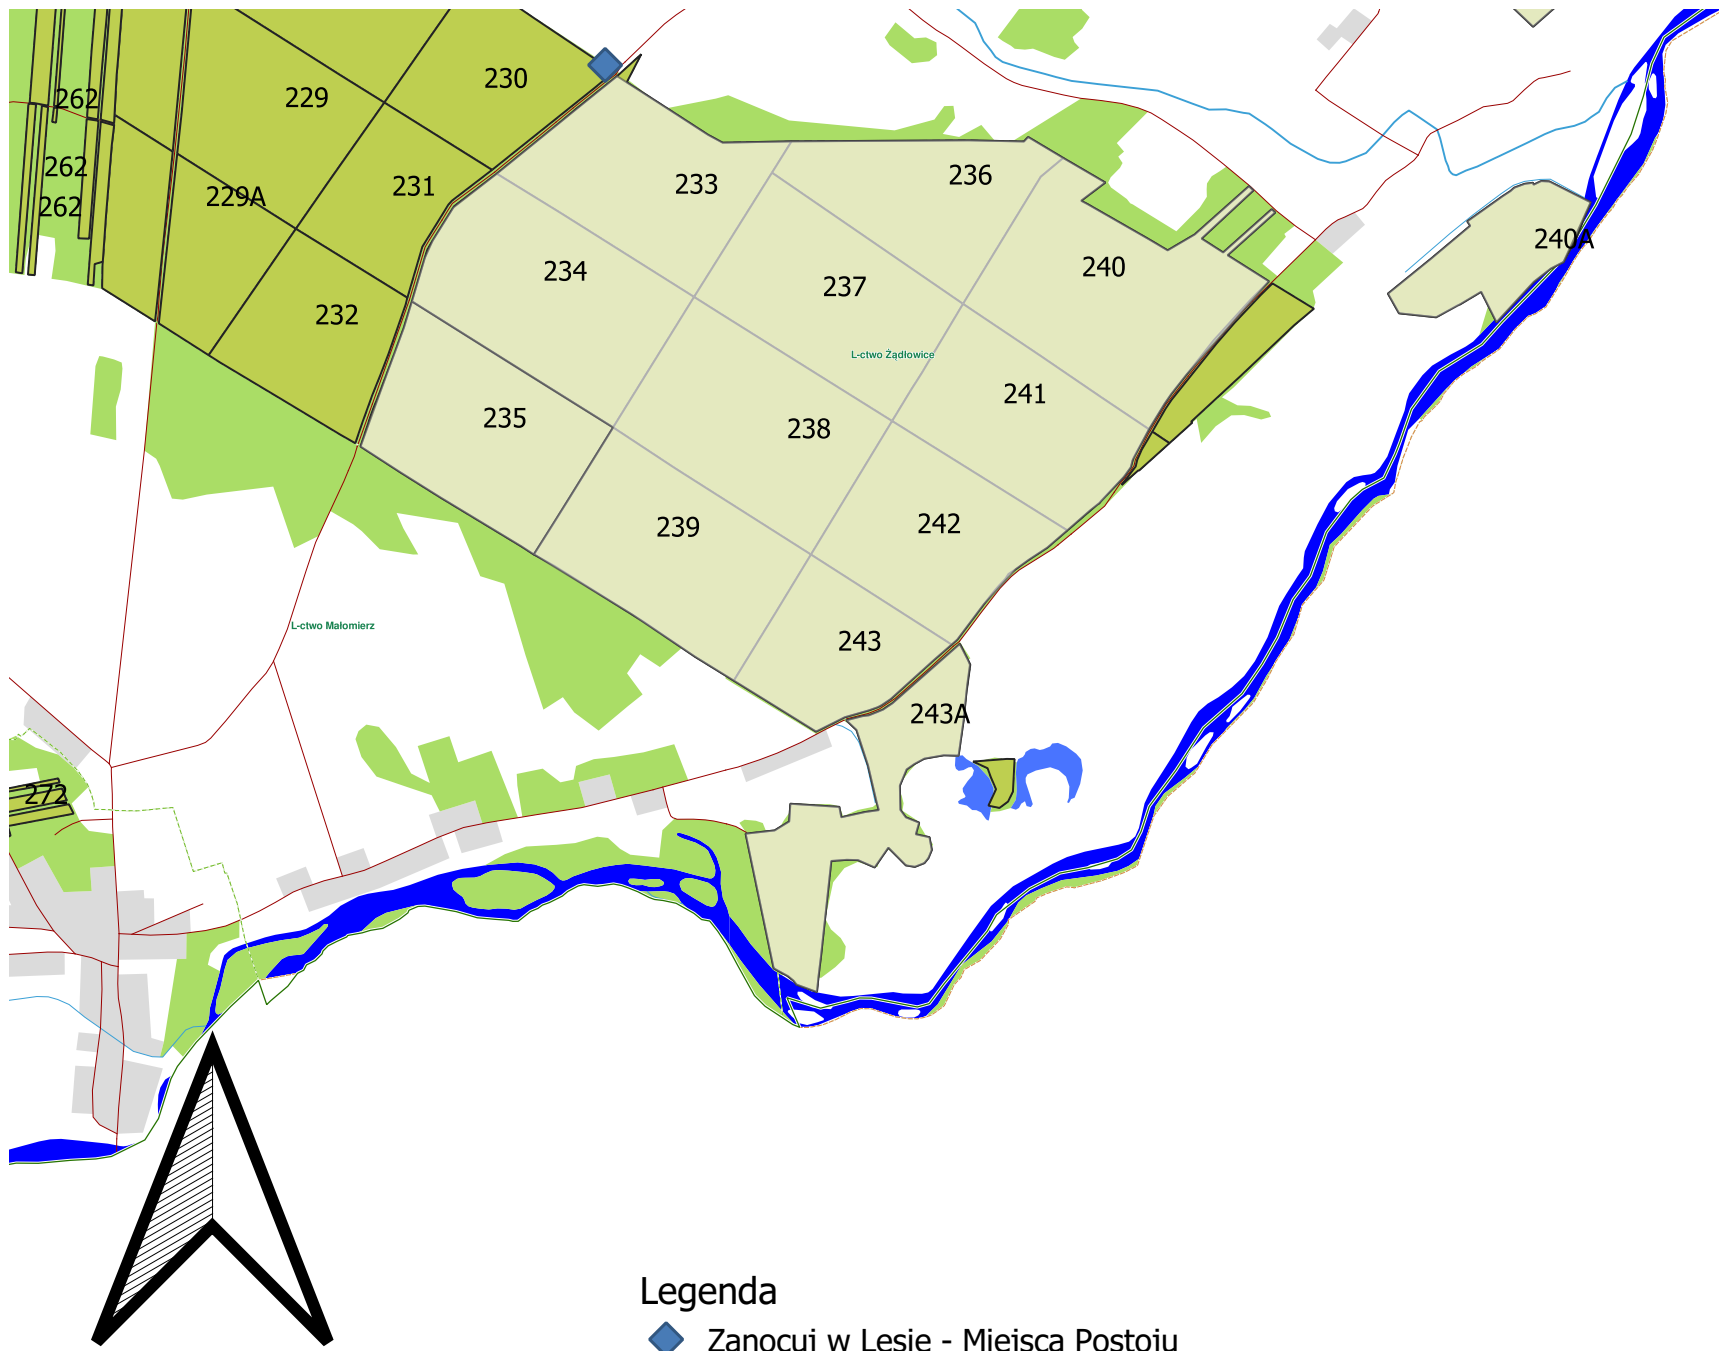 230
262
229
262
229A
231
233
236
262
240A
234
240
237
232
L-ctwo Żądłowice
241
235
238
239
242
L-ctwo Małomierz
243
243A
272
Legenda
Zanocuj w Lesie - Miejsca Postoju